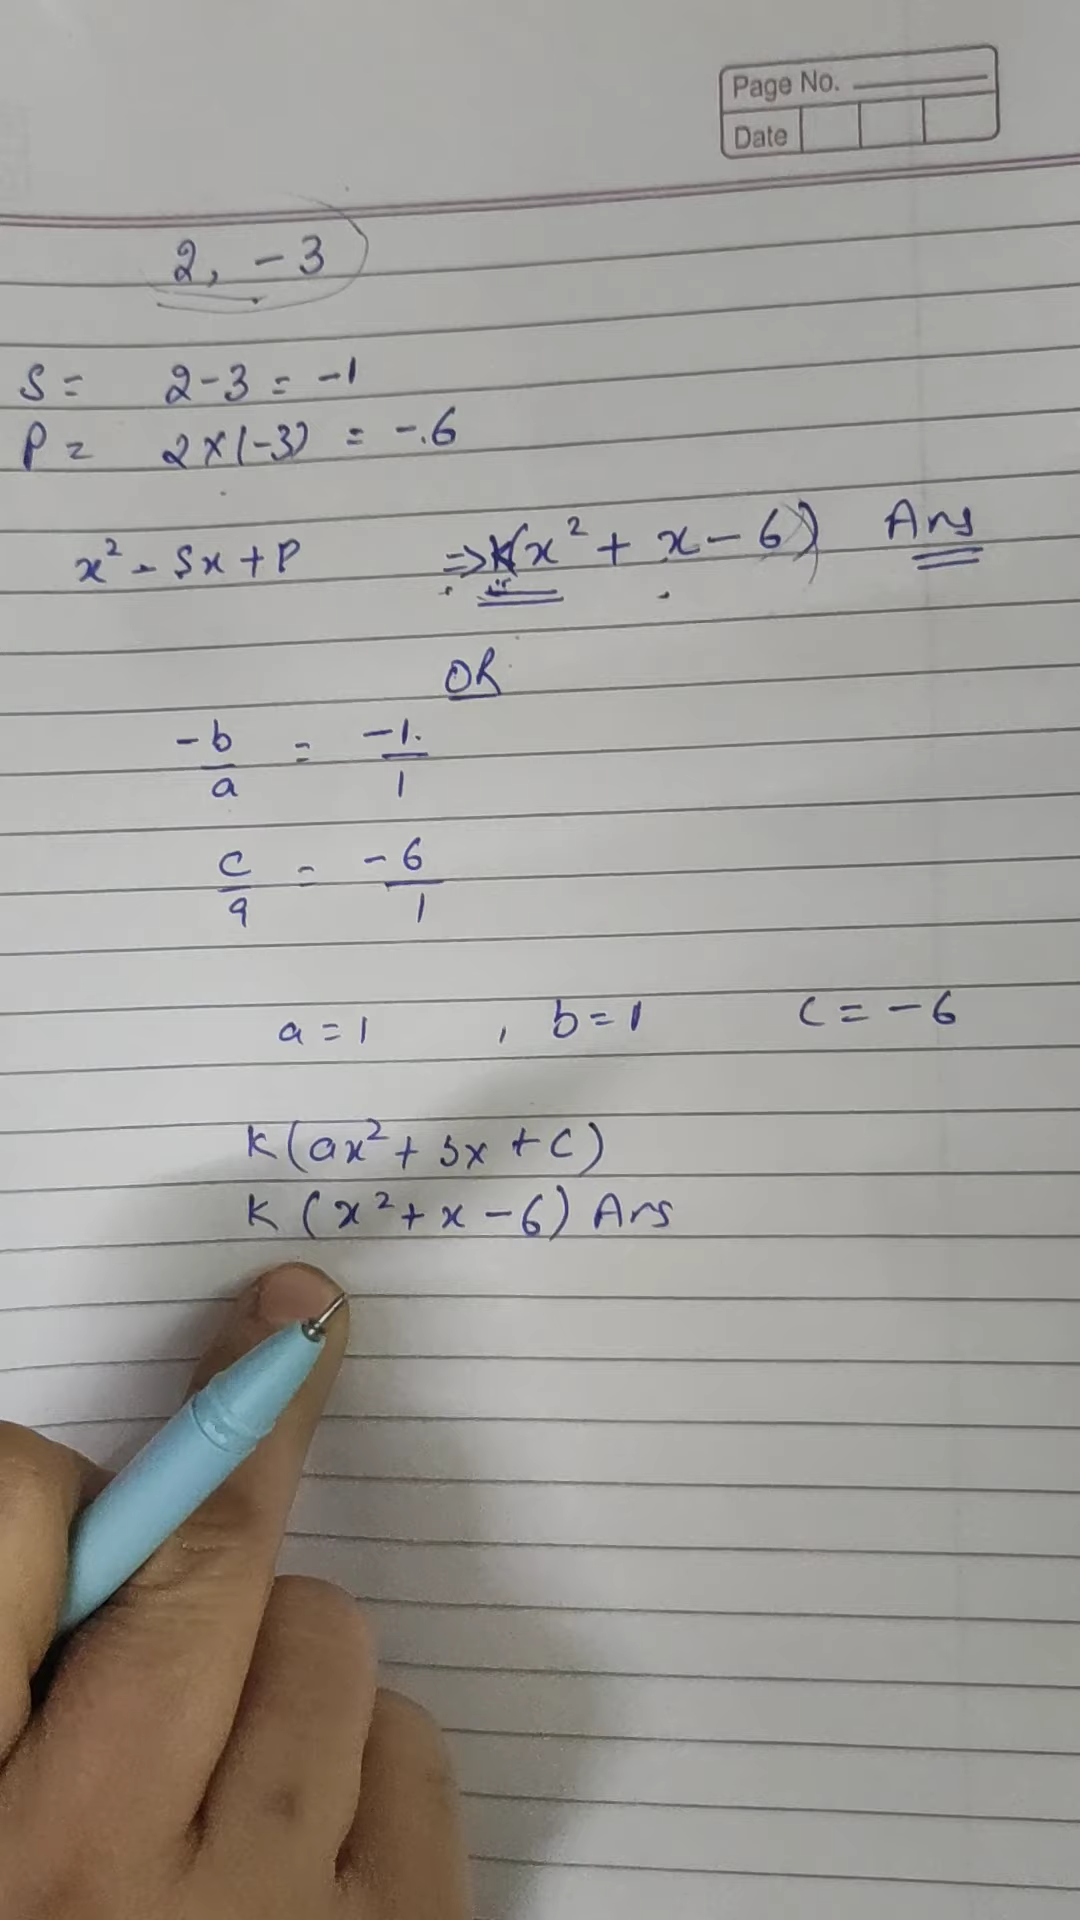 Page No.
Date
2, -3
S = 2-3 = -1
P = 2×(-3) = -6
x² - Sx + P ⇒ K(x² + x - 6) Ans
OR
-b/a = -1/1
c/a = -6/1
a = 1 , b = 1 c = -6
K(ax² + bx + c)
K (x² + x - 6) Ans